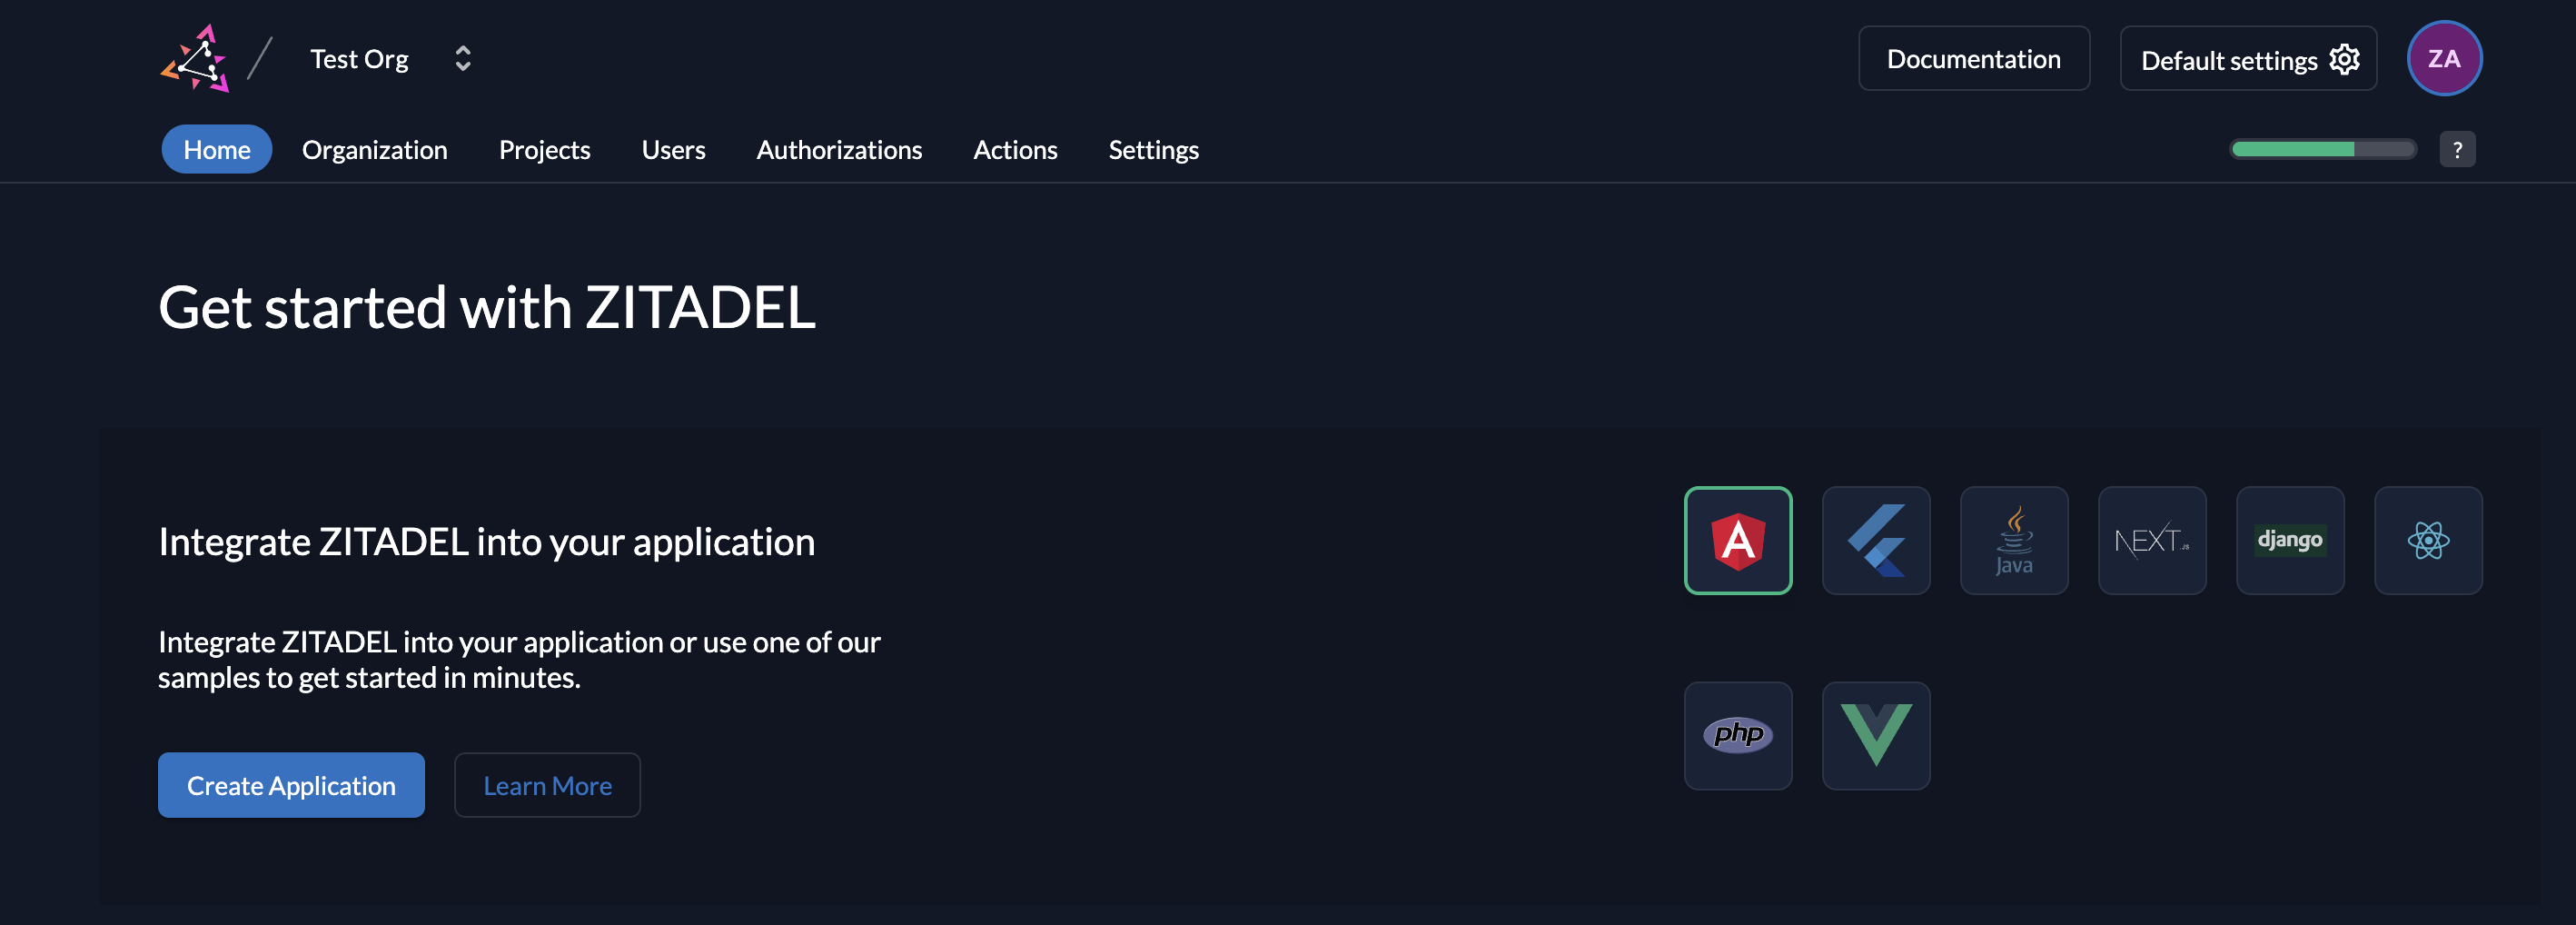 Test Org
Documentation
Default settings
ZA
Home
Organization
Projects
Users
Authorizations
Actions
Settings
?
Get started with ZITADEL
Integrate ZITADEL into your application
Integrate ZITADEL into your application or use one of our
samples to get started in minutes.
Create Application
Learn More
Java
NEXT.JS
django
php